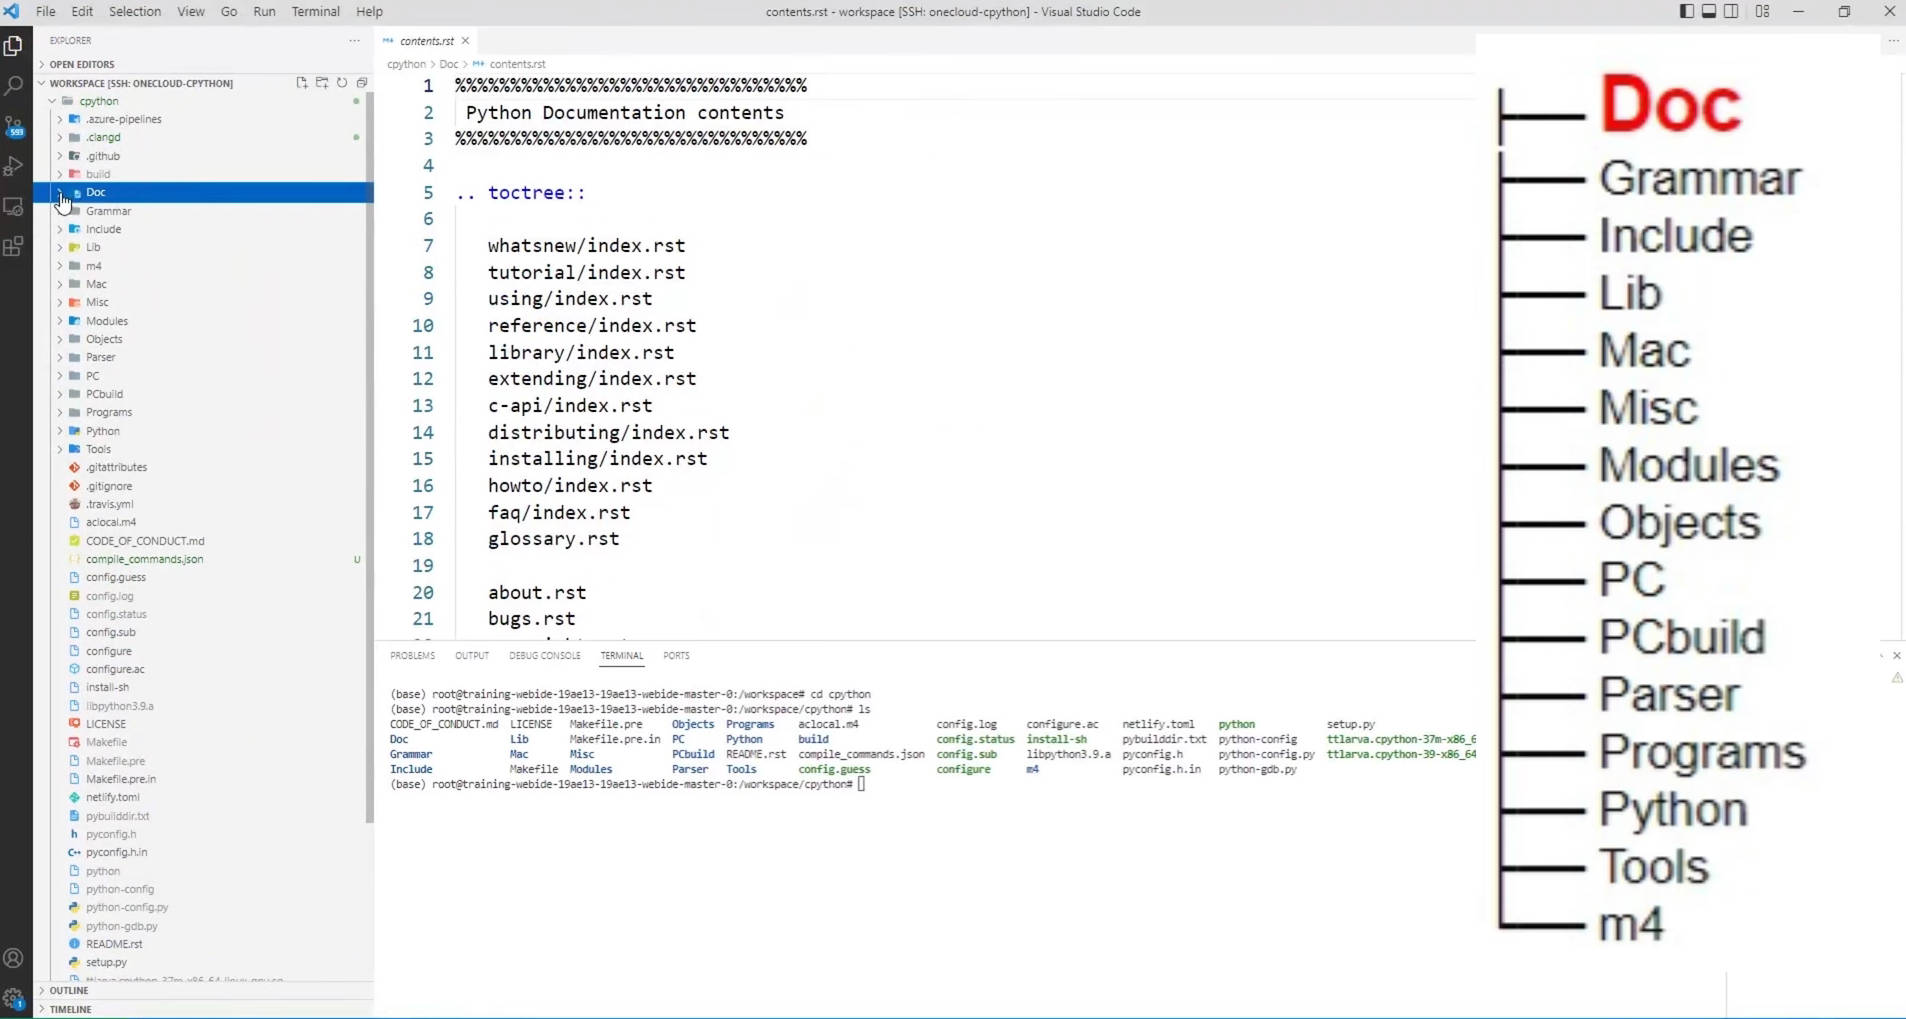 File Edit Selection View Go Run Terminal Help
contents.rst - workspace [SSH: onecloud-cpython] - Visual Studio Code
EXPLORER
OPEN EDITORS
WORKSPACE [SSH: ONECLOUD-CPYTHON]
cpython
.azure-pipelines
.clangd
.github
build
Doc
Grammar
Include
Lib
m4
Mac
Misc
Modules
Objects
Parser
PC
PCbuild
Programs
Python
Tools
.gitattributes
.gitignore
.travis.yml
aclocal.m4
CODE_OF_CONDUCT.md
compile_commands.json U
config.guess
config.log
config.status
config.sub
configure
configure.ac
install-sh
libpython3.9.a
LICENSE
Makefile
Makefile.pre
Makefile.pre.in
netlify.toml
pybuilddir.txt
pyconfig.h
pyconfig.h.in
python
python-config
python-config.py
python-gdb.py
README.rst
setup.py
OUTLINE
TIMELINE
593
1
contents.rst
cpython > Doc > contents.rst
1 %%%%%%%%%%%%%%%%%%%%%%%%%%%%%%%%
2 Python Documentation contents
3 %%%%%%%%%%%%%%%%%%%%%%%%%%%%%%%%
4
5 .. toctree::
6
7 whatsnew/index.rst
8 tutorial/index.rst
9 using/index.rst
10 reference/index.rst
11 library/index.rst
12 extending/index.rst
13 c-api/index.rst
14 distributing/index.rst
15 installing/index.rst
16 howto/index.rst
17 faq/index.rst
18 glossary.rst
19
20 about.rst
21 bugs.rst
PROBLEMS OUTPUT DEBUG CONSOLE TERMINAL PORTS
(base) root@training-webide-19ae13-19ae13-webide-master-0:/workspace# cd cpython
(base) root@training-webide-19ae13-19ae13-webide-master-0:/workspace/cpython# ls
CODE_OF_CONDUCT.md LICENSE Makefile.pre Objects Programs aclocal.m4 config.log configure.ac netlify.toml python setup.py
Doc Lib Makefile.pre.in PC Python build config.status install-sh pybuilddir.txt python-config ttlarva.cpython-37m-x86_6
Grammar Mac Misc PCbuild README.rst compile_commands.json config.sub libpython3.9.a pyconfig.h python-config.py ttlarva.cpython-39-x86_64
Include Makefile Modules Parser Tools config.guess configure m4 pyconfig.h.in python-gdb.py
(base) root@training-webide-19ae13-19ae13-webide-master-0:/workspace/cpython#
Doc
Grammar
Include
Lib
Mac
Misc
Modules
Objects
PC
PCbuild
Parser
Programs
Python
Tools
m4